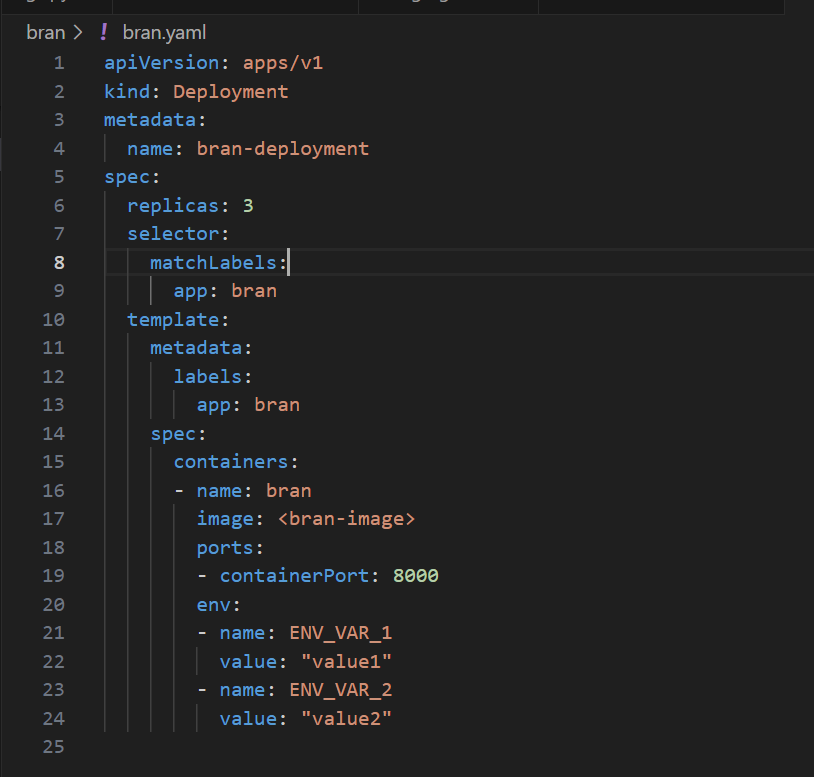 bran > ! bran.yaml
1 apiVersion: apps/v1
2 kind: Deployment
3 metadata:
4   name: bran-deployment
5 spec:
6   replicas: 3
7   selector:
8     matchLabels:
9       app: bran
10   template:
11     metadata:
12       labels:
13         app: bran
14     spec:
15       containers:
16       - name: bran
17         image: <bran-image>
18         ports:
19         - containerPort: 8000
20         env:
21         - name: ENV_VAR_1
22           value: "value1"
23         - name: ENV_VAR_2
24           value: "value2"
25